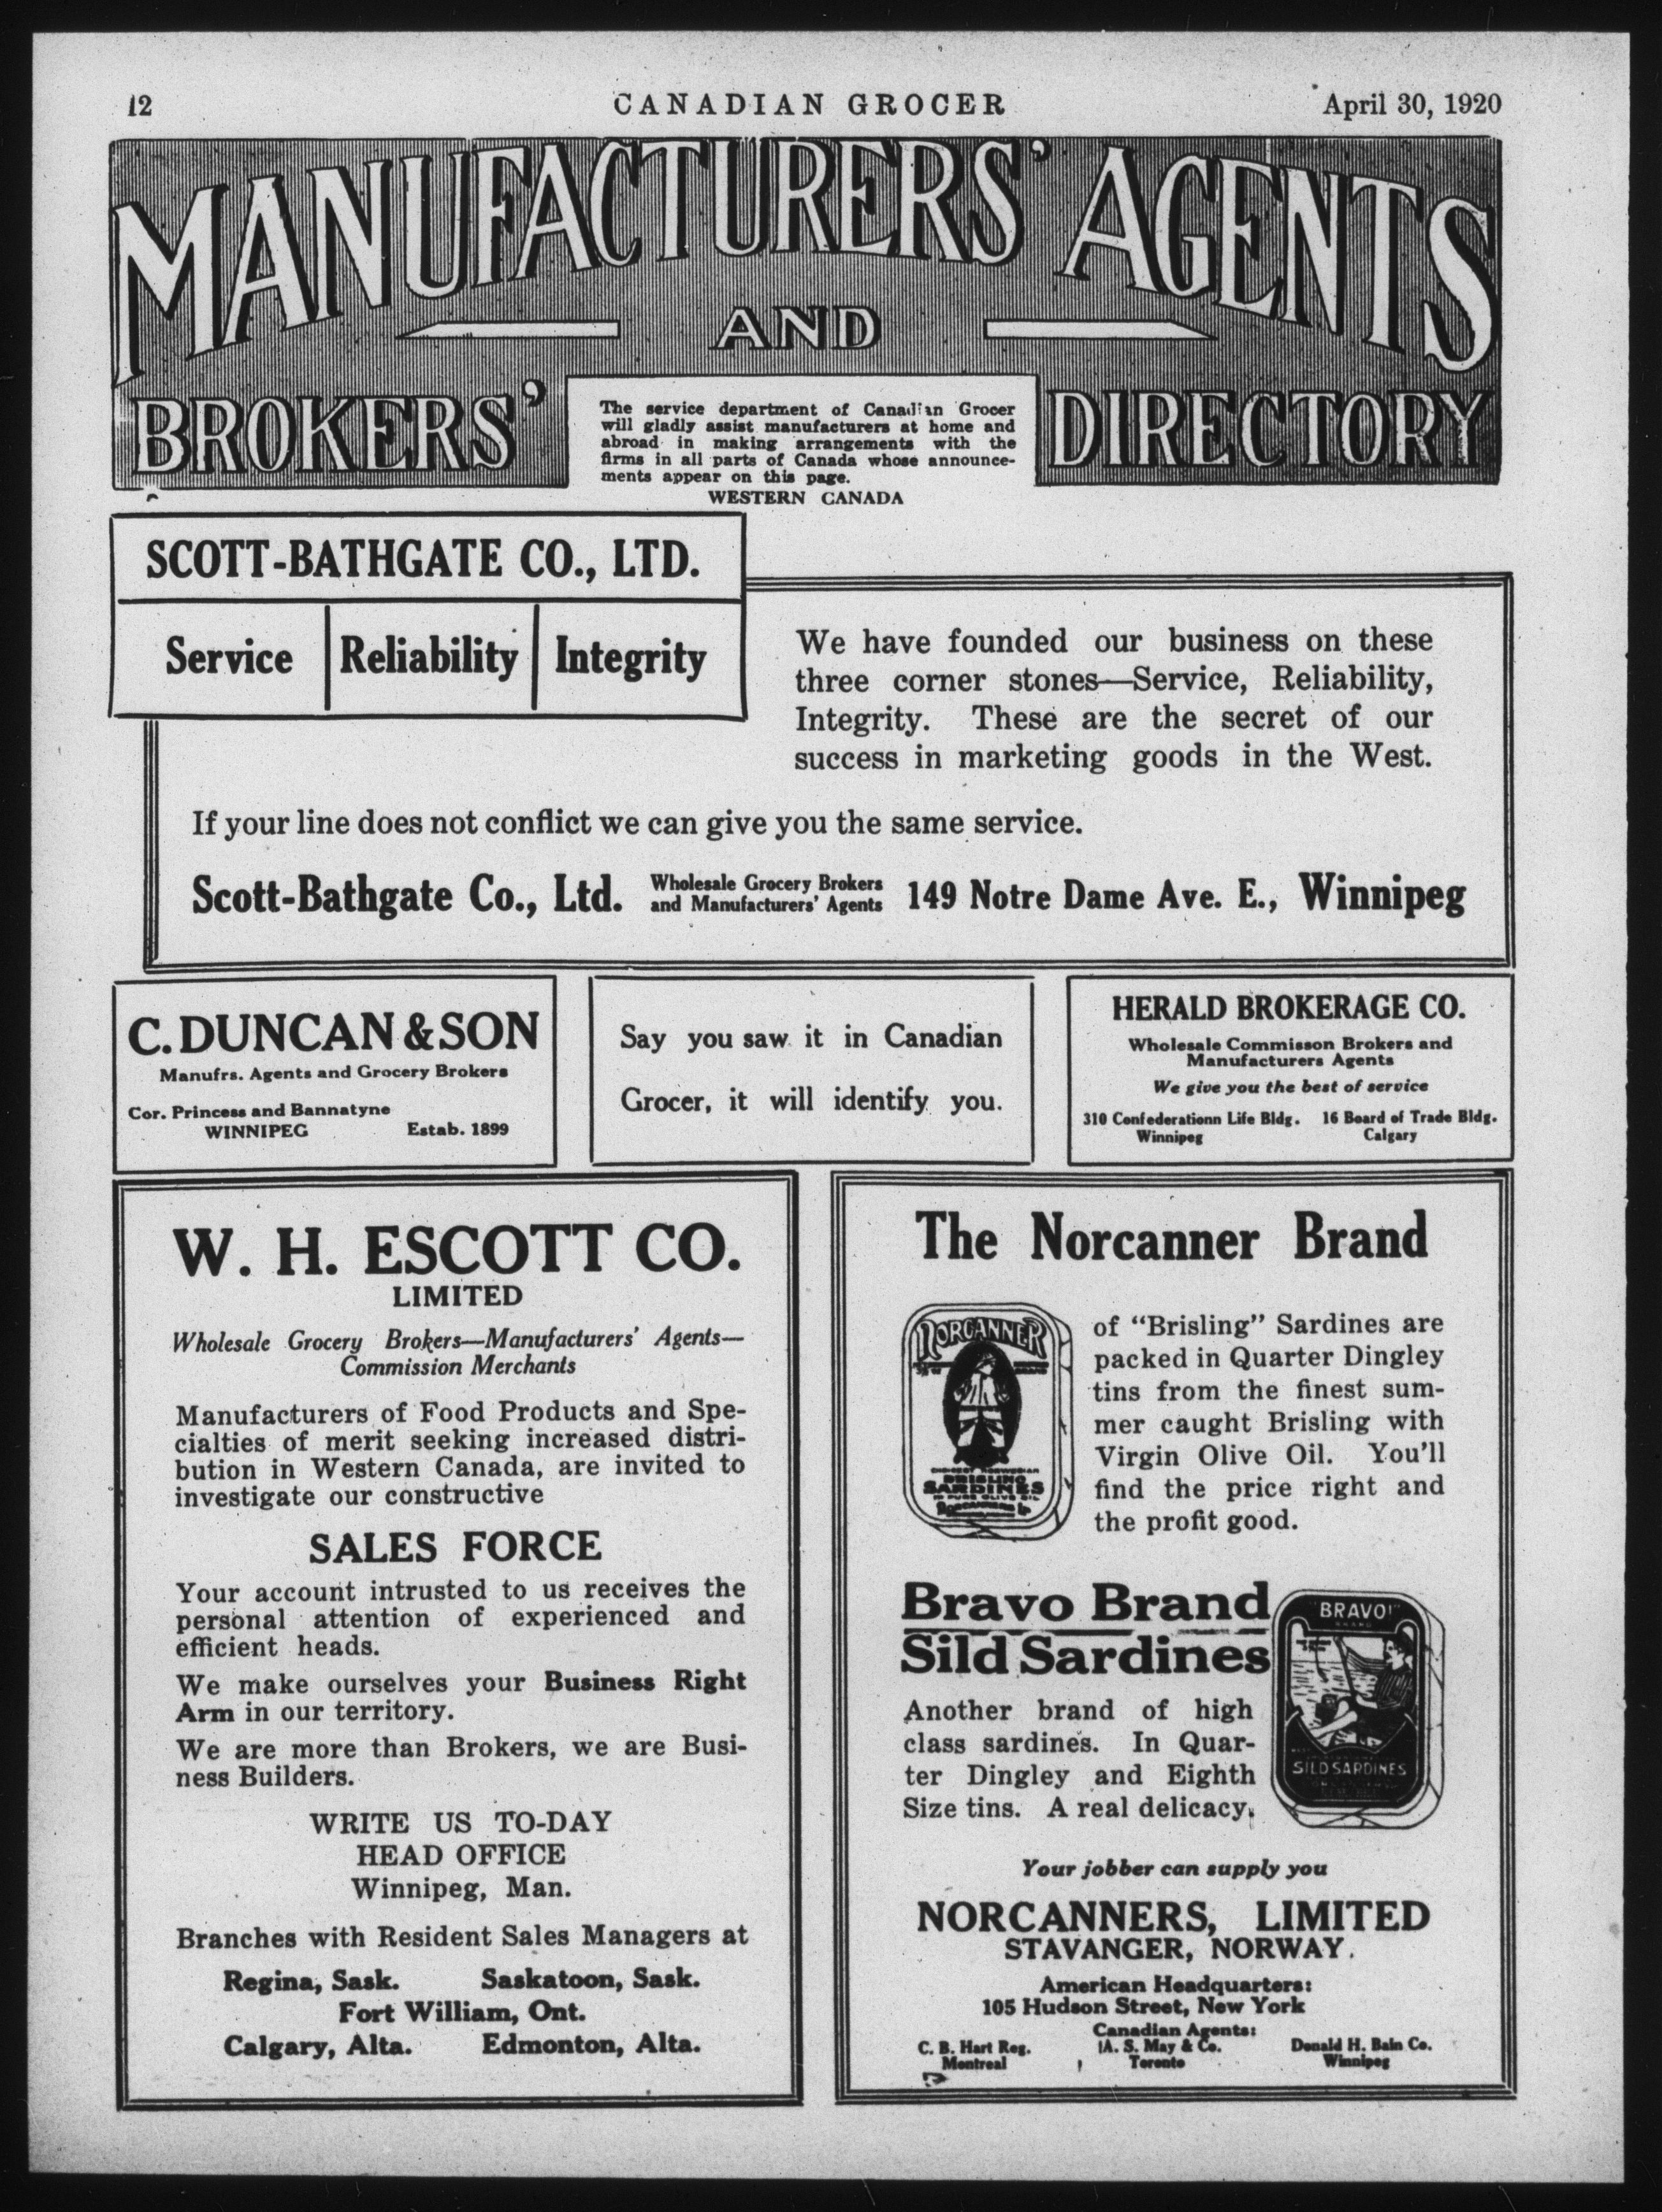 12
CANADIAN GROCER
April 30, 1920
MANUFACTURERS' AGENTS
AND
BROKERS'
DIRECTORY
The service department of Canadian Grocer
will gladly assist manufacturers at home and
abroad in making arrangements with the
firms in all parts of Canada whose announce-
ments appear on this page.
WESTERN CANADA
SCOTT-BATHGATE CO., LTD.
Service
Reliability
Integrity
We have founded our business on these
three corner stones—Service, Reliability,
Integrity. These are the secret of our
success in marketing goods in the West.
If your line does not conflict we can give you the same service.
Scott-Bathgate Co., Ltd.
Wholesale Grocery Brokers
and Manufacturers' Agents
149 Notre Dame Ave. E., Winnipeg
C. DUNCAN & SON
Manufrs. Agents and Grocery Brokers
Cor. Princess and Bannatyne
WINNIPEG Estab. 1899
Say you saw it in Canadian
Grocer, it will identify you.
HERALD BROKERAGE CO.
Wholesale Commisson Brokers and
Manufacturers Agents
We give you the best of service
310 Confederationn Life Bldg. 16 Board of Trade Bldg.
Winnipeg Calgary
W. H. ESCOTT CO.
LIMITED
Wholesale Grocery Brokers—Manufacturers' Agents—
Commission Merchants
Manufacturers of Food Products and Spe-
cialties of merit seeking increased distri-
bution in Western Canada, are invited to
investigate our constructive
SALES FORCE
Your account intrusted to us receives the
personal attention of experienced and
efficient heads.
We make ourselves your Business Right
Arm in our territory.
We are more than Brokers, we are Busi-
ness Builders.
WRITE US TO-DAY
HEAD OFFICE
Winnipeg, Man.
Branches with Resident Sales Managers at
Regina, Sask. Saskatoon, Sask.
Fort William, Ont.
Calgary, Alta. Edmonton, Alta.
The Norcanner Brand
NORCANNER
BRISLING
SARDINES
IN PURE OLIVE OIL
of "Brisling" Sardines are
packed in Quarter Dingley
tins from the finest sum-
mer caught Brisling with
Virgin Olive Oil. You'll
find the price right and
the profit good.
Bravo Brand
Sild Sardines
"BRAVO!"
BRAND
SILD SARDINES
Another brand of high
class sardines. In Quar-
ter Dingley and Eighth
Size tins. A real delicacy.
Your jobber can supply you
NORCANNERS, LIMITED
STAVANGER, NORWAY.
American Headquarters:
105 Hudson Street, New York
Canadian Agents:
C. B. Hart Reg. A. S. May & Co. Donald H. Bain Co.
Montreal Toronto Winnipeg